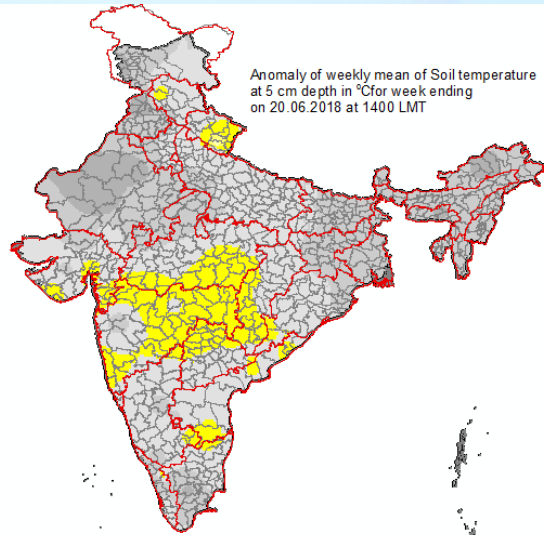 Anomaly of weekly mean of Soil temperature
at 5 cm depth in °Cfor week ending
on 20.06.2018 at 1400 LMT